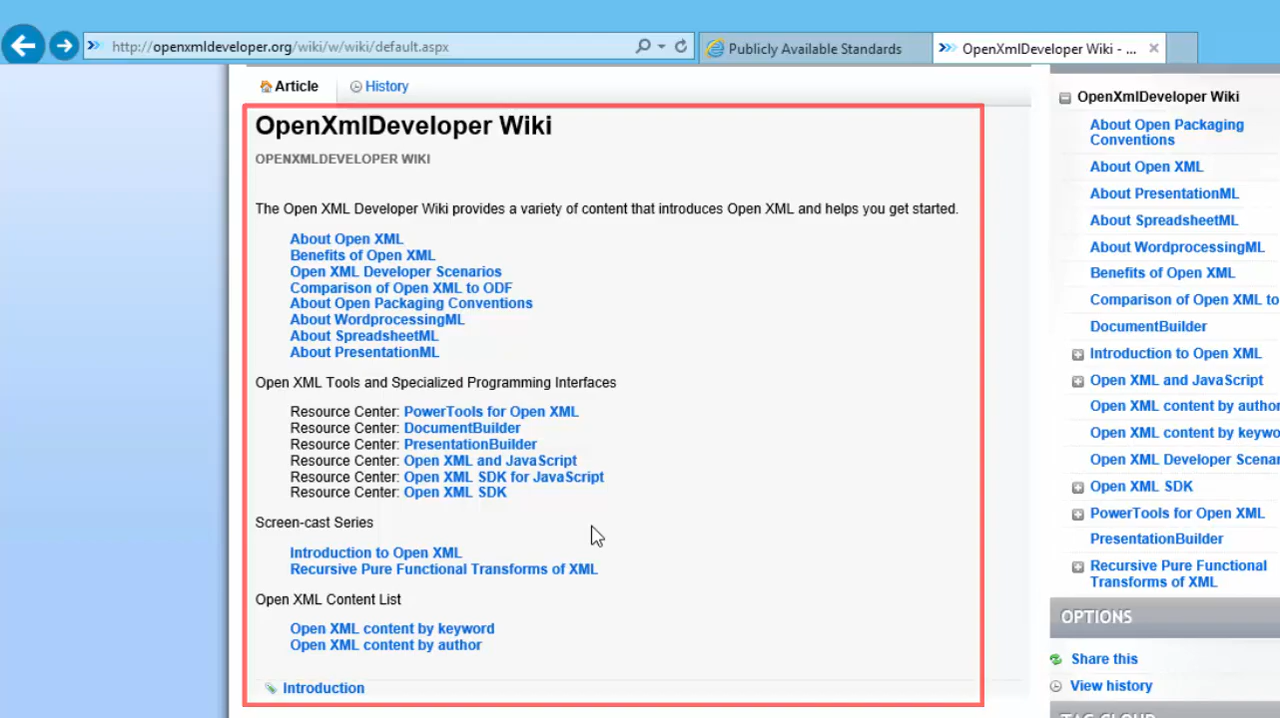 http://openxmldeveloper.org/wiki/w/wiki/default.aspx
Publicly Available Standards
OpenXmlDeveloper Wiki - ...
Article
History
OpenXmlDeveloper Wiki
OPENXMLDEVELOPER WIKI
The Open XML Developer Wiki provides a variety of content that introduces Open XML and helps you get started.
About Open XML
Benefits of Open XML
Open XML Developer Scenarios
Comparison of Open XML to ODF
About Open Packaging Conventions
About WordprocessingML
About SpreadsheetML
About PresentationML
Open XML Tools and Specialized Programming Interfaces
Resource Center: PowerTools for Open XML
Resource Center: DocumentBuilder
Resource Center: PresentationBuilder
Resource Center: Open XML and JavaScript
Resource Center: Open XML SDK for JavaScript
Resource Center: Open XML SDK
Screen-cast Series
Introduction to Open XML
Recursive Pure Functional Transforms of XML
Open XML Content List
Open XML content by keyword
Open XML content by author
Introduction
OpenXmlDeveloper Wiki
About Open Packaging
Conventions
About Open XML
About PresentationML
About SpreadsheetML
About WordprocessingML
Benefits of Open XML
Comparison of Open XML to
DocumentBuilder
Introduction to Open XML
Open XML and JavaScript
Open XML content by author
Open XML content by keywo
Open XML Developer Scenar
Open XML SDK
PowerTools for Open XML
PresentationBuilder
Recursive Pure Functional
Transforms of XML
OPTIONS
Share this
View history
TAG CLOUD